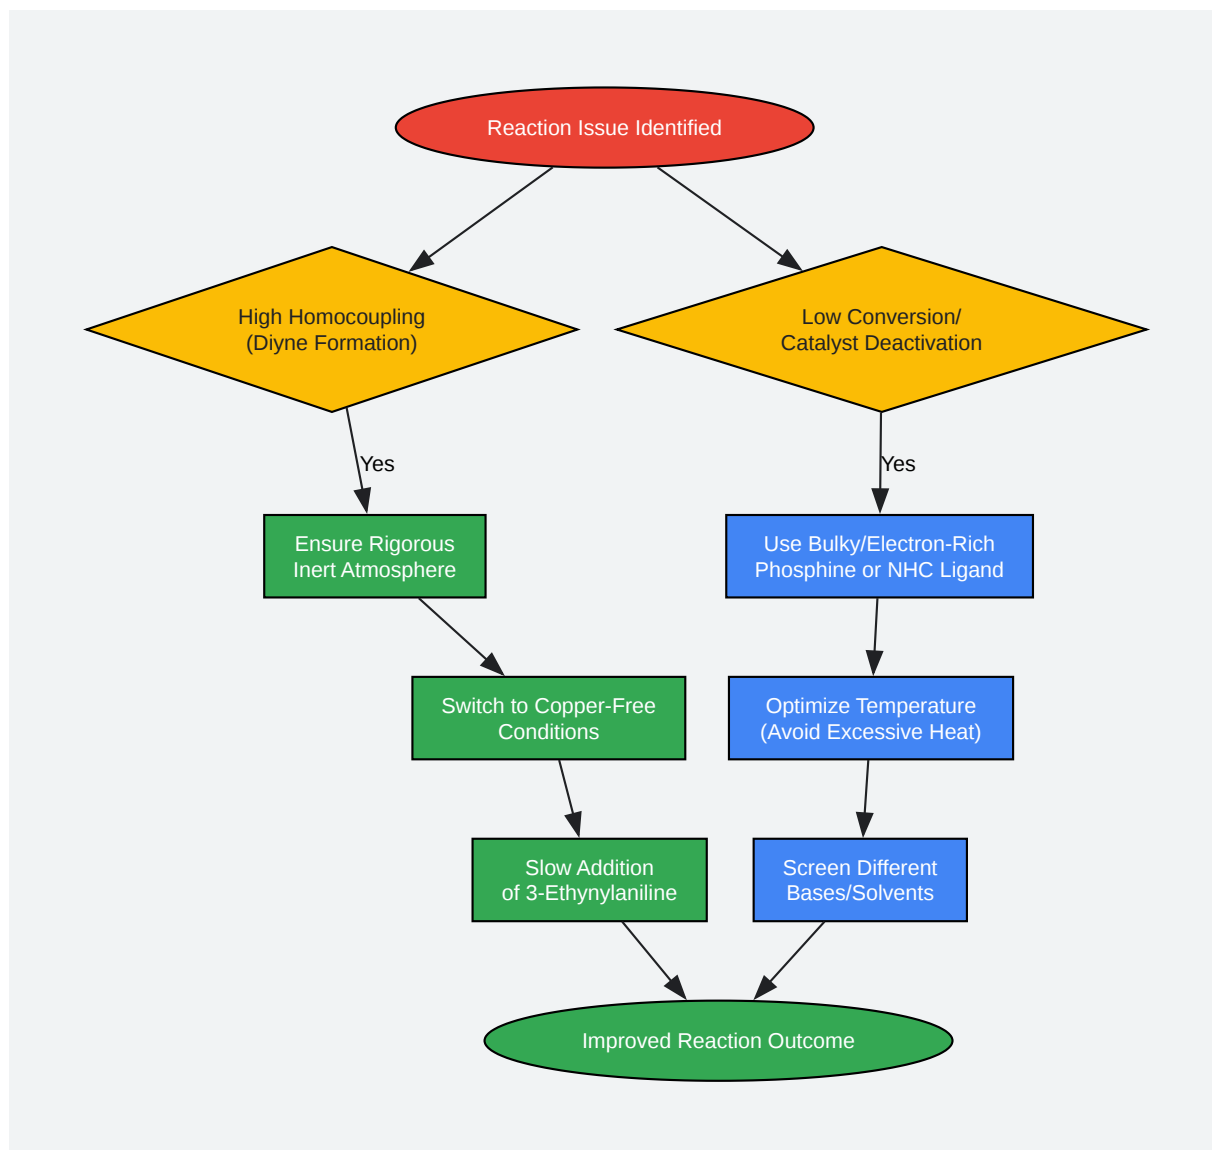 Reaction Issue Identified
High Homocoupling
(Diyne Formation)
Low Conversion/
Catalyst Deactivation
Yes
Yes
Ensure Rigorous
Inert Atmosphere
Use Bulky/Electron-Rich
Phosphine or NHC Ligand
Switch to Copper-Free
Conditions
Optimize Temperature
(Avoid Excessive Heat)
Slow Addition
of 3-Ethynylaniline
Screen Different
Bases/Solvents
Improved Reaction Outcome